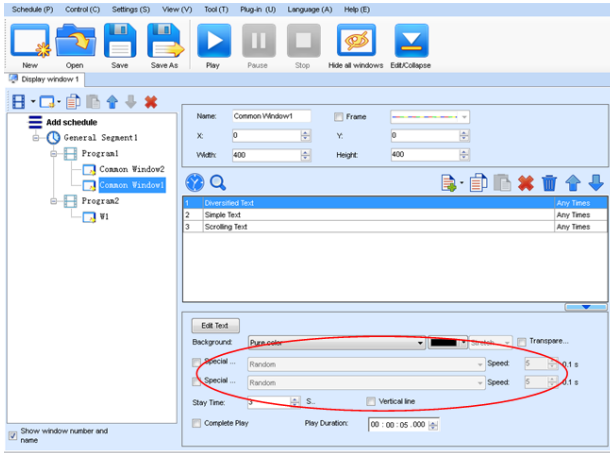 Schedule (P) Control (C) Settings (S) View (V) Tool (T) Plug-in (U) Language (A) Help (E)
New Open Save Save As Play Pause Stop Hide all windows Edit/Collapse
Display window 1
Add schedule
General Segment1
Program1
Common Window2
Common Window1
Program2
W1
Show window number and name
Name: Common Window1 Frame
X: 0 Y: 0
Width: 400 Height: 400
1 Diversified Text Any Times
2 Simple Text Any Times
3 Scrolling Text Any Times
Edit Text
Background: Pure color Stretch Transpare...
Special ... Random Speed: 5 0.1 s
Special ... Random Speed: 5 0.1 s
Stay Time: 3 S.. Vertical line
Complete Play Play Duration: 00 : 00 : 05 .000